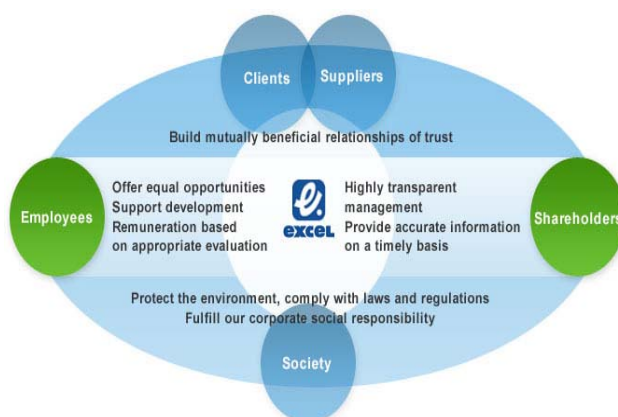 Clients
Suppliers
Build mutually beneficial relationships of trust
Employees
Offer equal opportunities
Support development
Remuneration based
on appropriate evaluation
e.
excel
Highly transparent
management
Provide accurate information
on a timely basis
Shareholders
Protect the environment, comply with laws and regulations
Fulfill our corporate social responsibility
Society